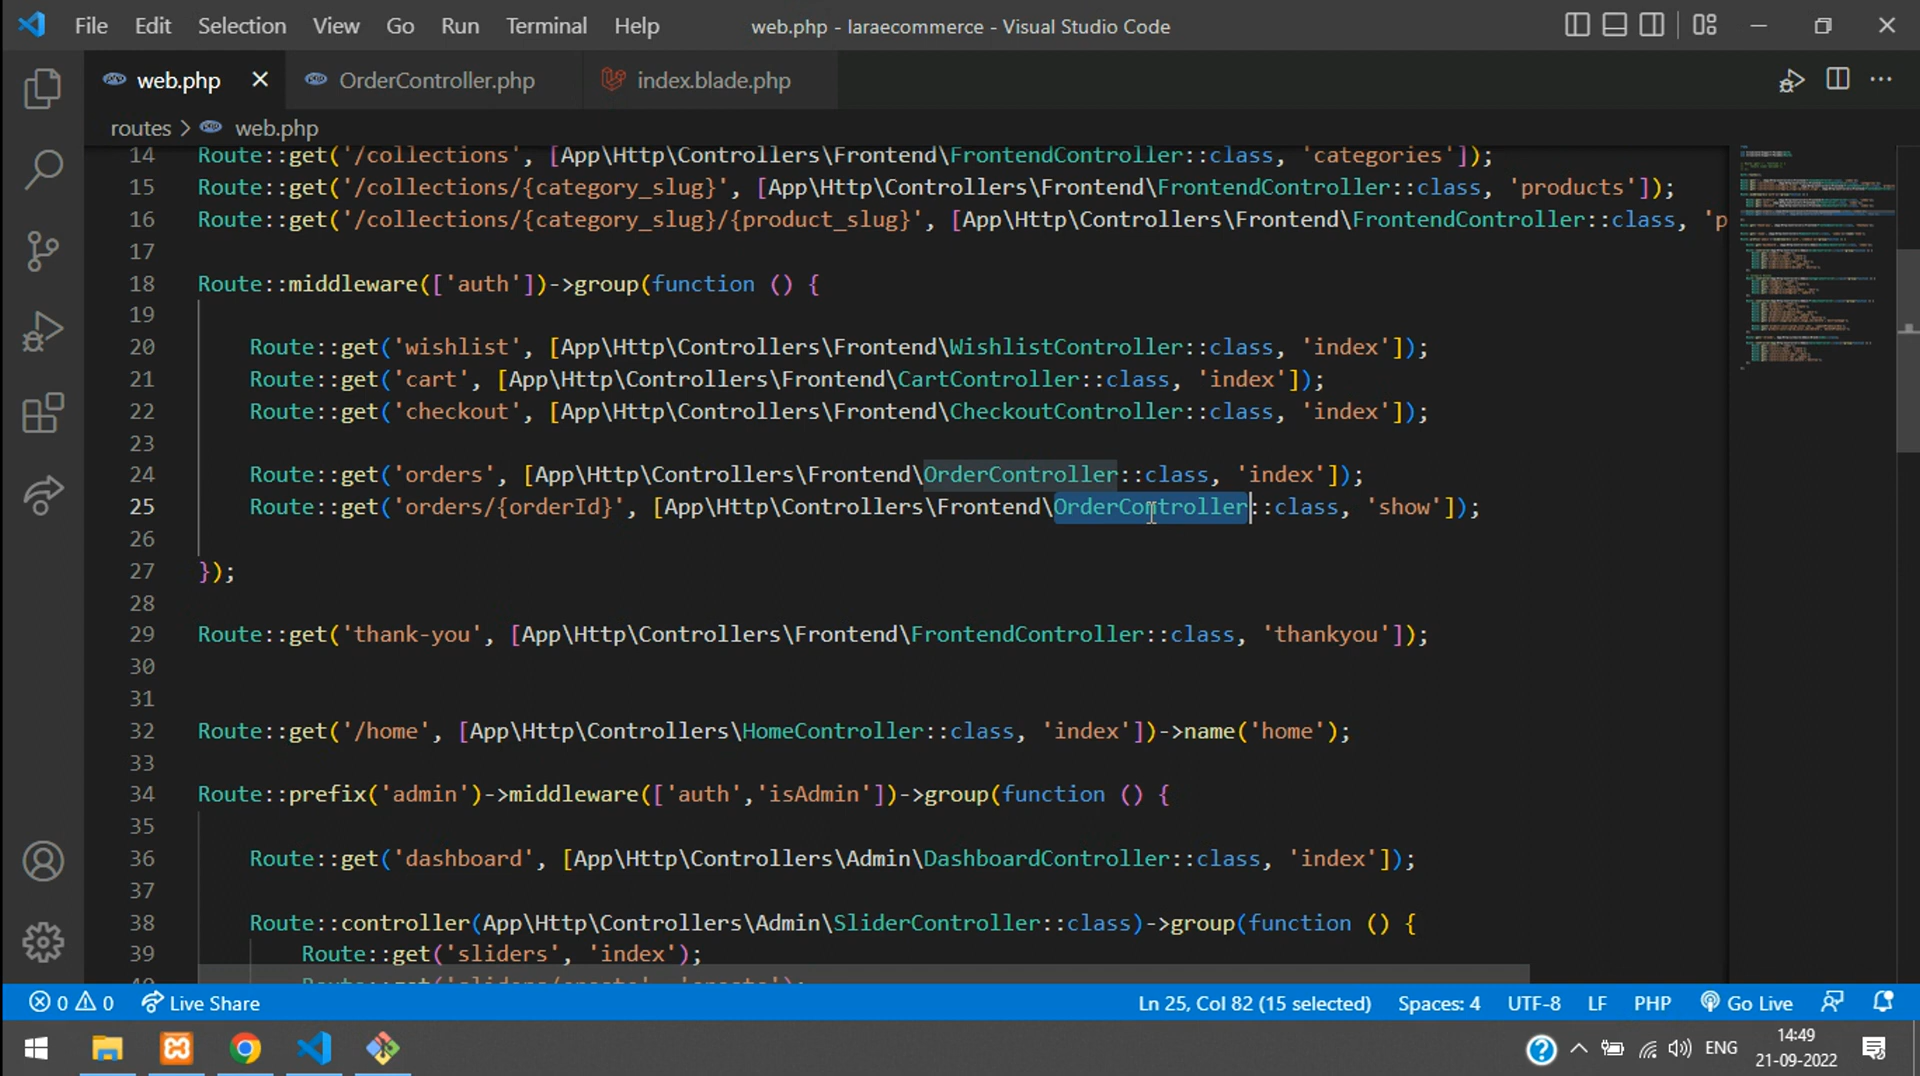 File Edit Selection View Go Run Terminal Help web.php - laraecommerce - Visual Studio Code
web.php OrderController.php index.blade.php
routes > web.php
14 Route::get('/collections', [App\Http\Controllers\Frontend\FrontendController::class, 'categories']);
15 Route::get('/collections/{category_slug}', [App\Http\Controllers\Frontend\FrontendController::class, 'products']);
16 Route::get('/collections/{category_slug}/{product_slug}', [App\Http\Controllers\Frontend\FrontendController::class, 'p
17
18 Route::middleware(['auth'])->group(function () {
19
20 Route::get('wishlist', [App\Http\Controllers\Frontend\WishlistController::class, 'index']);
21 Route::get('cart', [App\Http\Controllers\Frontend\CartController::class, 'index']);
22 Route::get('checkout', [App\Http\Controllers\Frontend\CheckoutController::class, 'index']);
23
24 Route::get('orders', [App\Http\Controllers\Frontend\OrderController::class, 'index']);
25 Route::get('orders/{orderId}', [App\Http\Controllers\Frontend\OrderController::class, 'show']);
26
27 });
28
29 Route::get('thank-you', [App\Http\Controllers\Frontend\FrontendController::class, 'thankyou']);
30
31
32 Route::get('/home', [App\Http\Controllers\HomeController::class, 'index'])->name('home');
33
34 Route::prefix('admin')->middleware(['auth','isAdmin'])->group(function () {
35
36 Route::get('dashboard', [App\Http\Controllers\Admin\DashboardController::class, 'index']);
37
38 Route::controller(App\Http\Controllers\Admin\SliderController::class)->group(function () {
39 Route::get('sliders', 'index');
0 0 Live Share Ln 25, Col 82 (15 selected) Spaces: 4 UTF-8 LF PHP Go Live
ENG 14:49
21-09-2022